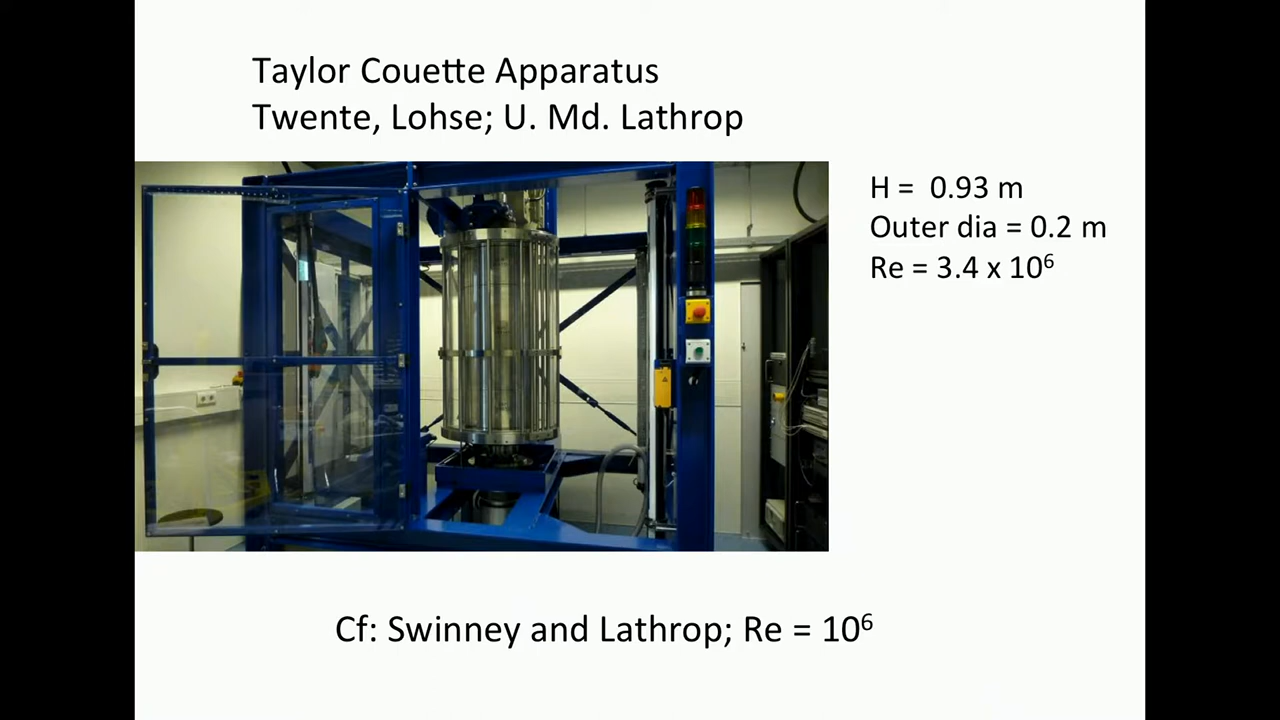 Taylor Couette Apparatus
Twente, Lohse; U. Md. Lathrop
H = 0.93 m
Outer dia = 0.2 m
Re = 3.4 x 10⁶
Cf: Swinney and Lathrop; Re = 10⁶